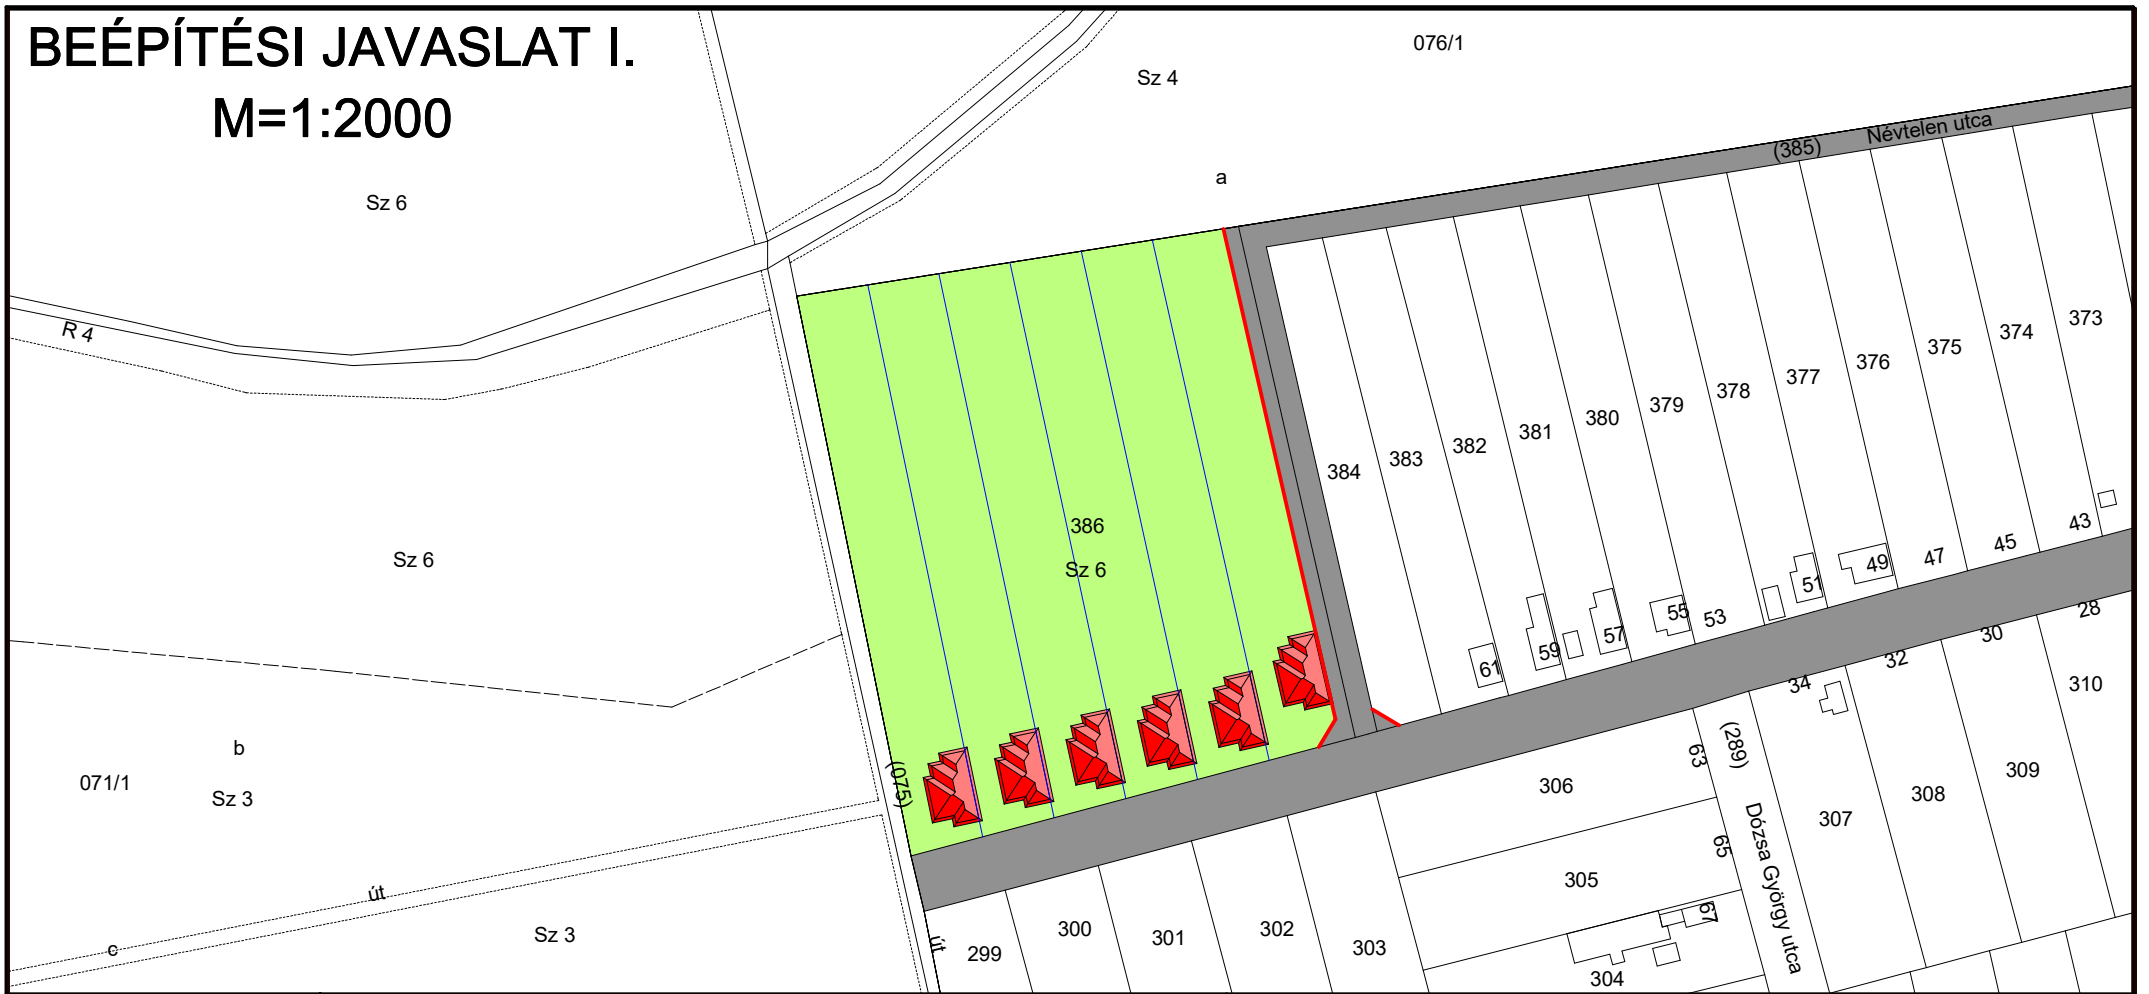 BEÉPÍTÉSI JAVASLAT I.
M=1:2000
076/1
Sz 4
Névtelen utca
(385)
a
Sz 6
R 4
373
374
375
376
377
378
379
380
381
382
383
384
386
Sz 6
Sz 6
43
45
47
49
51
53
55
57
59
61
28
30
32
34
310
309
308
307
(289)
Dózsa György utca
63
65
67
306
305
304
303
302
301
300
299
(075)
út
b
071/1
Sz 3
út
c
Sz 3